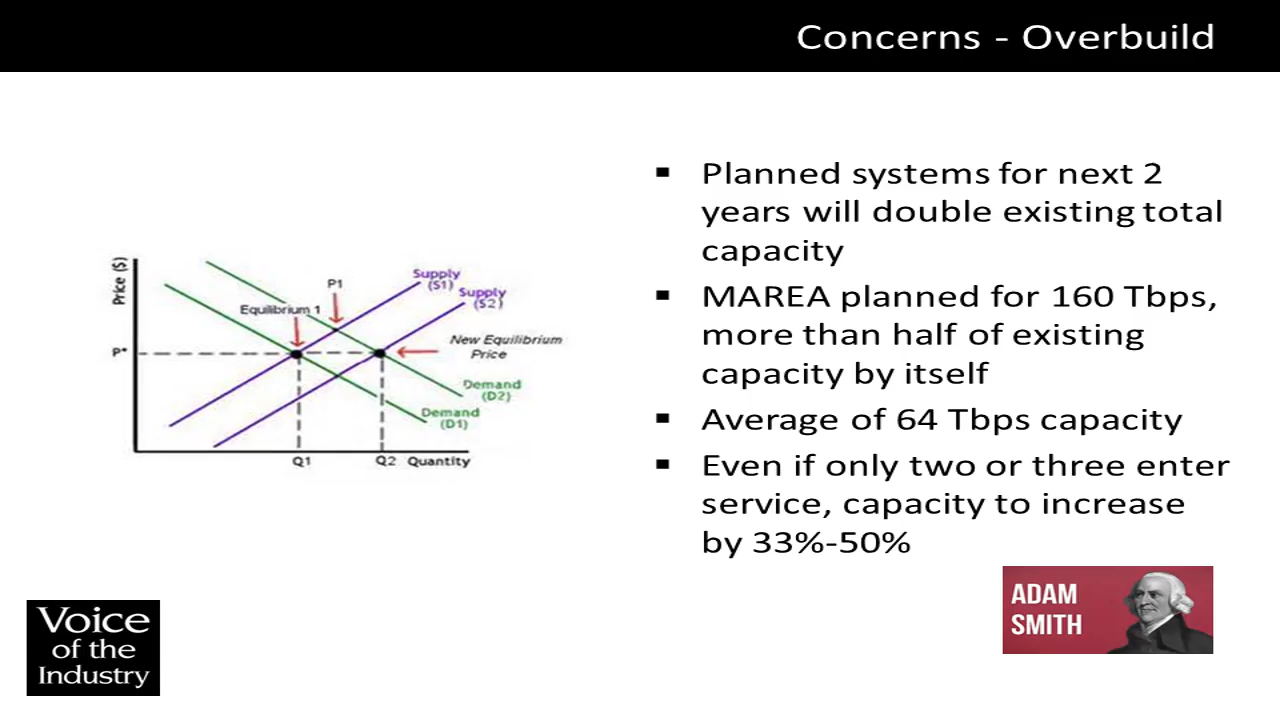 Concerns - Overbuild
Price ($)
P*
Equilibrium 1
P1
Supply
(S1)
Supply
(S2)
New Equilibrium
Price
Demand
(D2)
Demand
(D1)
Q1
Q2
Quantity
▪ Planned systems for next 2
years will double existing total
capacity
▪ MAREA planned for 160 Tbps,
more than half of existing
capacity by itself
▪ Average of 64 Tbps capacity
▪ Even if only two or three enter
service, capacity to increase
by 33%-50%
ADAM
SMITH
Voice
of the
Industry